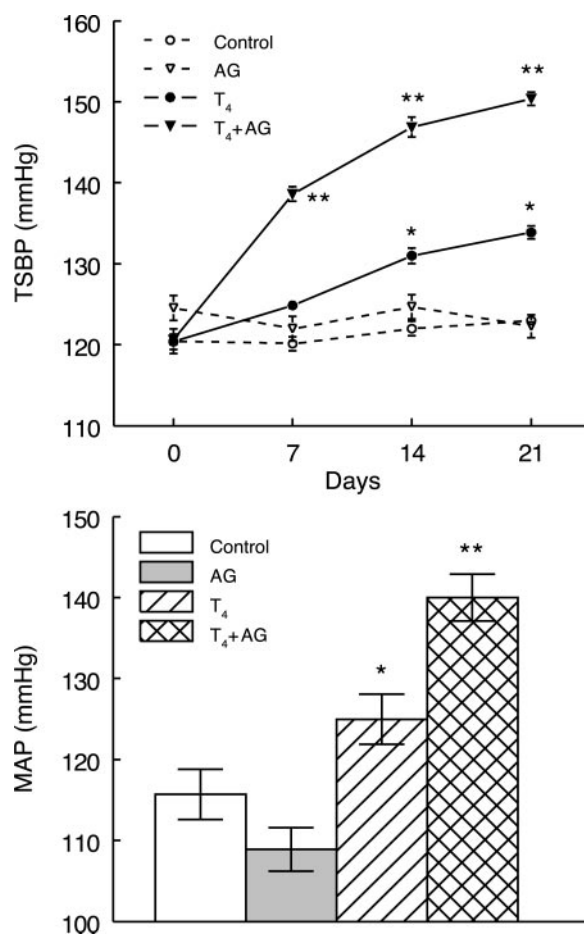 160
150
140
130
120
110
TSBP (mmHg)
Control
AG
T₄
T₄+AG
**
**
**
*
*
0 7 14 21
Days
150
140
130
120
110
100
MAP (mmHg)
Control
AG
T₄
T₄+AG
*
**